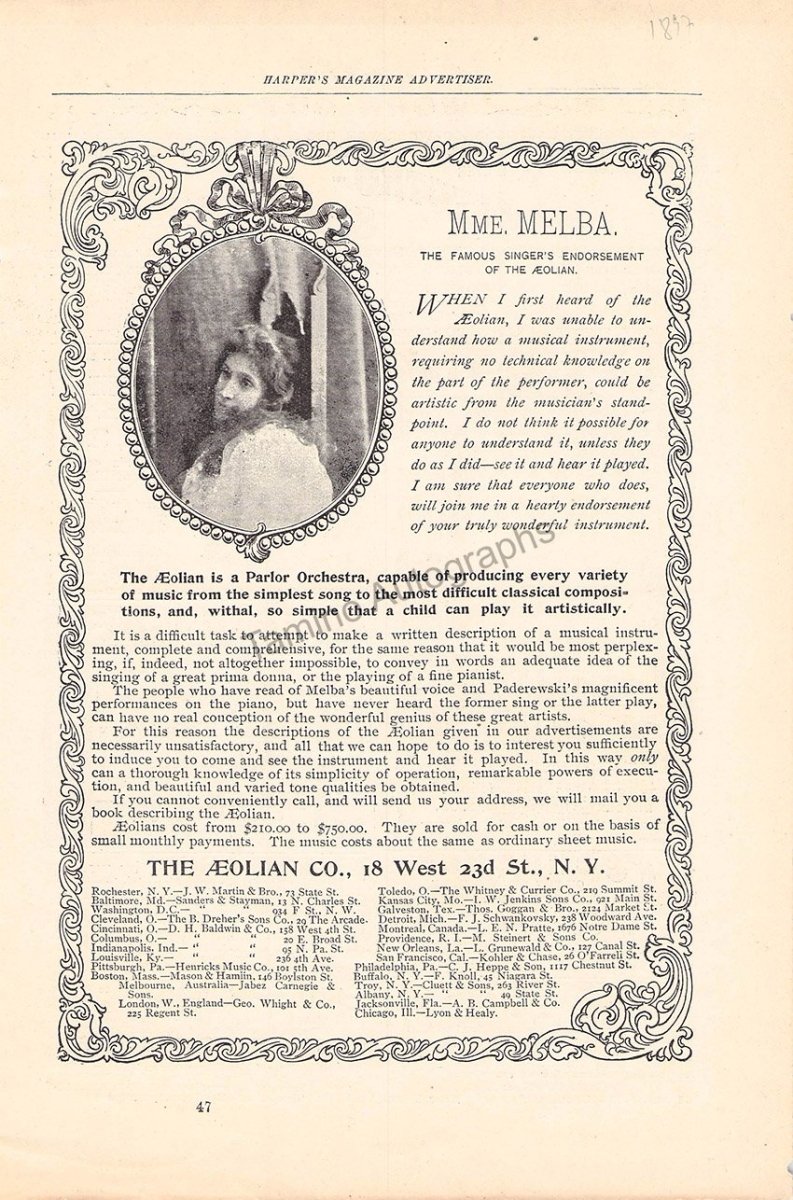 1897
HARPER'S MAGAZINE ADVERTISER.
MME. MELBA.
THE FAMOUS SINGER'S ENDORSEMENT
OF THE ÆOLIAN.
WHEN I first heard of the
Æolian, I was unable to un-
derstand how a musical instrument,
requiring no technical knowledge on
the part of the performer, could be
artistic from the musician's stand-
point. I do not think it possible for
anyone to understand it, unless they
do as I did—see it and hear it played.
I am sure that everyone who does,
will join me in a hearty endorsement
of your truly wonderful instrument.
The Æolian is a Parlor Orchestra, capable of producing every variety
of music from the simplest song to the most difficult classical composi-
tions, and, withal, so simple that a child can play it artistically.
It is a difficult task to attempt to make a written description of a musical instru-
ment, complete and comprehensive, for the same reason that it would be most perplex-
ing, if, indeed, not altogether impossible, to convey in words an adequate idea of the
singing of a great prima donna, or the playing of a fine pianist.
The people who have read of Melba's beautiful voice and Paderewski's magnificent
performances on the piano, but have never heard the former sing or the latter play,
can have no real conception of the wonderful genius of these great artists.
For this reason the descriptions of the Æolian given in our advertisements are
necessarily unsatisfactory, and all that we can hope to do is to interest you sufficiently
to induce you to come and see the instrument and hear it played. In this way only
can a thorough knowledge of its simplicity of operation, remarkable powers of execu-
tion, and beautiful and varied tone qualities be obtained.
If you cannot conveniently call, and will send us your address, we will mail you a
book describing the Æolian.
Æolians cost from $210.00 to $750.00. They are sold for cash or on the basis of
small monthly payments. The music costs about the same as ordinary sheet music.
THE ÆOLIAN CO., 18 West 23d St., N. Y.
Rochester, N. Y.—J. W. Martin & Bro., 73 State St.
Baltimore, Md.—Sanders & Stayman, 13 N. Charles St.
Washington, D.C.— " " 934 F St., N. W.
Cleveland, O.—The B. Dreher's Sons Co., 29 The Arcade.
Cincinnati, O.—D. H. Baldwin & Co., 158 West 4th St.
Columbus, O.— " " 20 E. Broad St.
Indianapolis, Ind.— " " 95 N. Pa. St.
Louisville, Ky.— " " 236 4th Ave.
Pittsburgh, Pa.—Henricks Music Co., 101 5th Ave.
Boston, Mass.—Mason & Hamlin, 146 Boylston St.
Melbourne, Australia—Jabez Carnegie &
Sons.
London, W., England—Geo. Whight & Co.,
225 Regent St.
Toledo, O.—The Whitney & Currier Co., 219 Summit St.
Kansas City, Mo.—I. W. Jenkins Sons Co., 921 Main St.
Galveston, Tex.—Thos. Goggan & Bro., 2124 Market St.
Detroit, Mich.—F. J. Schwankovsky, 238 Woodward Ave.
Montreal, Canada.—L. E. N. Pratte, 1676 Notre Dame St.
Providence, R. I.—M. Steinert & Sons Co.
New Orleans, La.—L. Grunewald & Co., 127 Canal St.
San Francisco, Cal.—Kohler & Chase, 26 O'Farrell St.
Philadelphia, Pa.—C. J. Heppe & Son, 1117 Chestnut St.
Buffalo, N. Y.—F. Knoll, 45 Niagara St.
Troy, N. Y.—Cluett & Sons, 263 River St.
Albany, N. Y.— " " 49 State St.
Jacksonville, Fla.—A. B. Campbell & Co.
Chicago, Ill.—Lyon & Healy.
47
Tamino Autographs